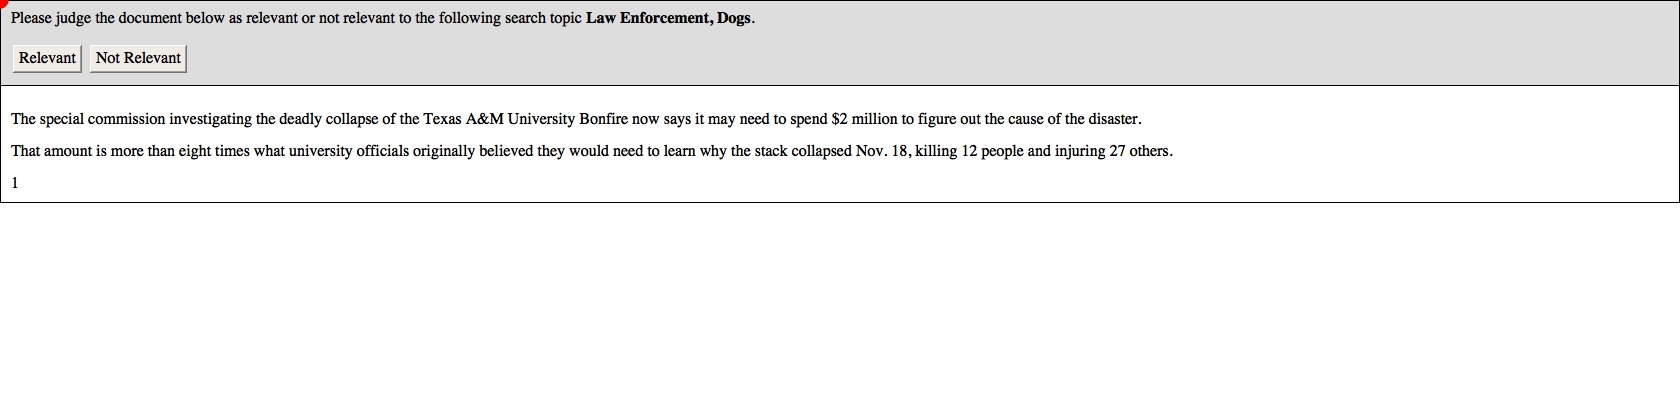 Please judge the document below as relevant or not relevant to the following search topic Law Enforcement, Dogs.
Relevant Not Relevant
The special commission investigating the deadly collapse of the Texas A&M University Bonfire now says it may need to spend $2 million to figure out the cause of the disaster.
That amount is more than eight times what university officials originally believed they would need to learn why the stack collapsed Nov. 18, killing 12 people and injuring 27 others.
1